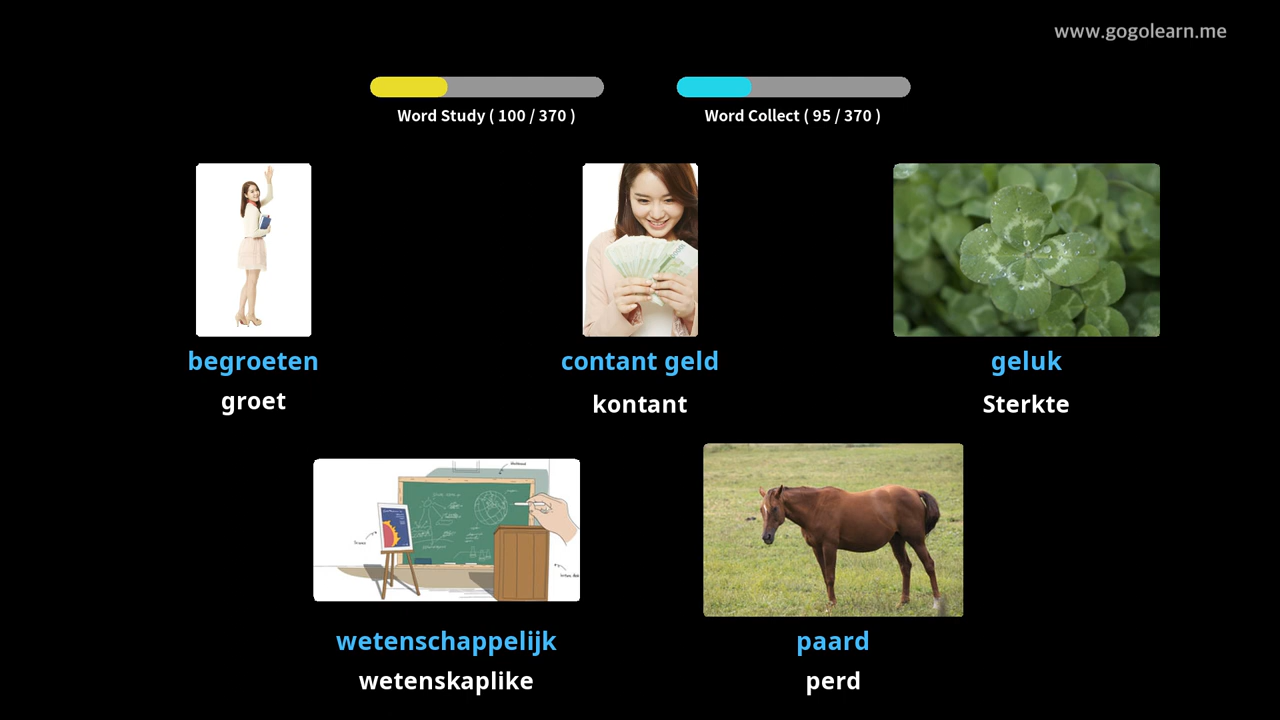 www.gogolearn.me
Word Study ( 100 / 370 )
Word Collect ( 95 / 370 )
begroeten
groet
contant geld
kontant
geluk
Sterkte
wetenschappelijk
wetenskaplike
paard
perd